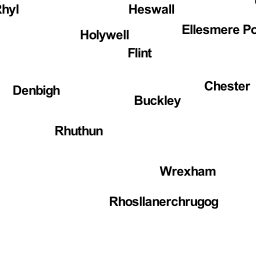 Rhyl
Heswall
Ellesmere Po
Holywell
Flint
Chester
Denbigh
Buckley
Rhuthun
Wrexham
Rhosllanerchrugog